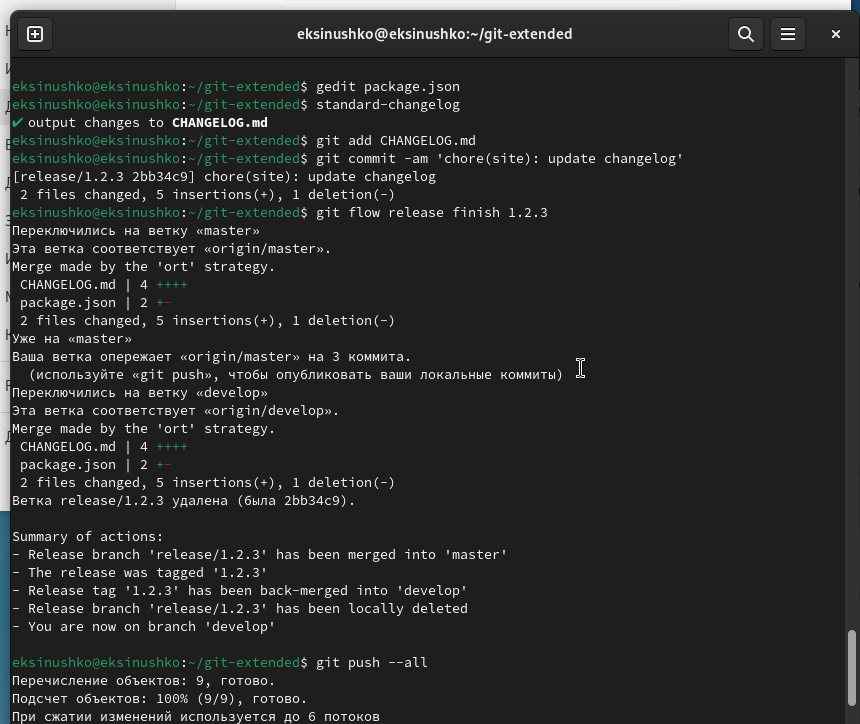 eksinushko@eksinushko:~/git-extended
eksinushko@eksinushko:~/git-extended$ gedit package.json
eksinushko@eksinushko:~/git-extended$ standard-changelog
✔ output changes to CHANGELOG.md
eksinushko@eksinushko:~/git-extended$ git add CHANGELOG.md
eksinushko@eksinushko:~/git-extended$ git commit -am 'chore(site): update changelog'
[release/1.2.3 2bb34c9] chore(site): update changelog
 2 files changed, 5 insertions(+), 1 deletion(-)
eksinushko@eksinushko:~/git-extended$ git flow release finish 1.2.3
Переключились на ветку «master»
Эта ветка соответствует «origin/master».
Merge made by the 'ort' strategy.
 CHANGELOG.md | 4 ++++
 package.json | 2 +-
 2 files changed, 5 insertions(+), 1 deletion(-)
Уже на «master»
Ваша ветка опережает «origin/master» на 3 коммита.
  (используйте «git push», чтобы опубликовать ваши локальные коммиты)
Переключились на ветку «develop»
Эта ветка соответствует «origin/develop».
Merge made by the 'ort' strategy.
 CHANGELOG.md | 4 ++++
 package.json | 2 +-
 2 files changed, 5 insertions(+), 1 deletion(-)
Ветка release/1.2.3 удалена (была 2bb34c9).
Summary of actions:
- Release branch 'release/1.2.3' has been merged into 'master'
- The release was tagged '1.2.3'
- Release tag '1.2.3' has been back-merged into 'develop'
- Release branch 'release/1.2.3' has been locally deleted
- You are now on branch 'develop'
eksinushko@eksinushko:~/git-extended$ git push --all
Перечисление объектов: 9, готово.
Подсчет объектов: 100% (9/9), готово.
При сжатии изменений используется до 6 потоков